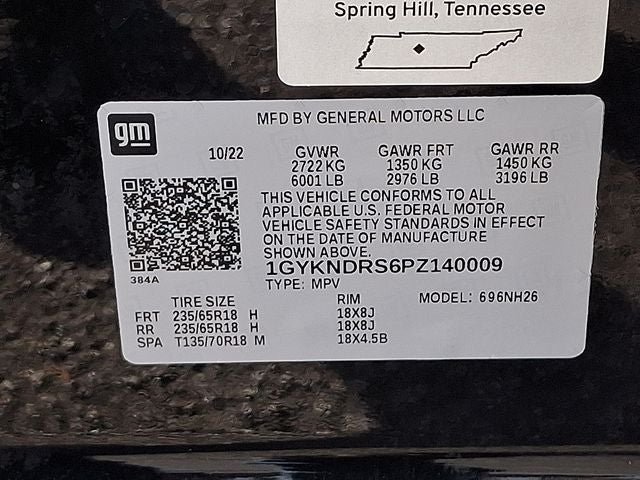 Spring Hill, Tennessee
gm
MFD BY GENERAL MOTORS LLC
10/22 GVWR GAWR FRT GAWR RR
2722 KG 1350 KG 1450 KG
6001 LB 2976 LB 3196 LB
THIS VEHICLE CONFORMS TO ALL
APPLICABLE U.S. FEDERAL MOTOR
VEHICLE SAFETY STANDARDS IN EFFECT
ON THE DATE OF MANUFACTURE
SHOWN ABOVE.
1GYKNDRS6PZ140009
384A
TYPE: MPV
TIRE SIZE RIM MODEL: 696NH26
FRT 235/65R18 H 18X8J
RR 235/65R18 H 18X8J
SPA T135/70R18 M 18X4.5B